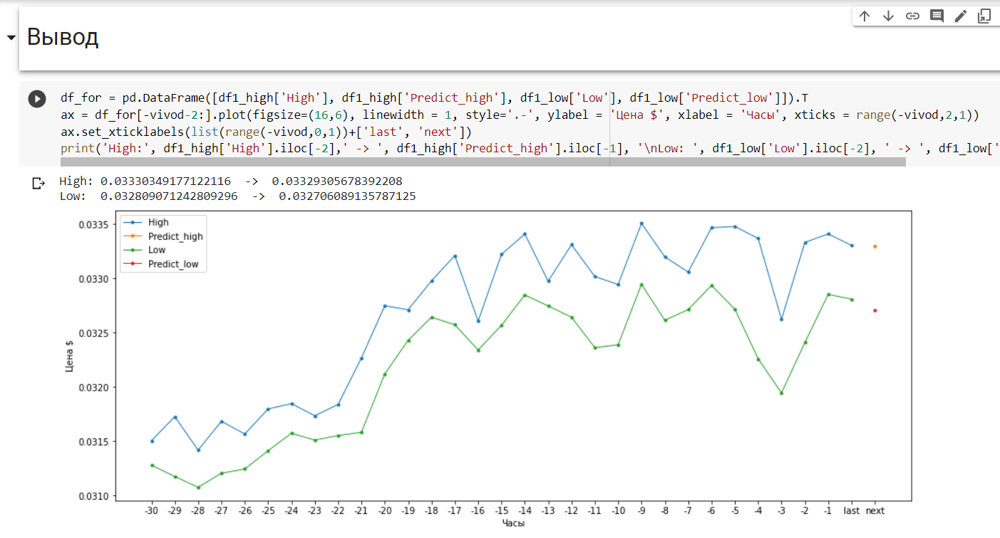 Вывод
df_for = pd.DataFrame([df1_high['High'], df1_high['Predict_high'], df1_low['Low'], df1_low['Predict_low']]).T
ax = df_for[-vivod-2:].plot(figsize=(16,6), linewidth = 1, style='.-', ylabel = 'Цена $', xlabel = 'Часы', xticks = range(-vivod,2,1))
ax.set_xticklabels(list(range(-vivod,0,1))+['last', 'next'])
print('High:', df1_high['High'].iloc[-2],' -> ', df1_high['Predict_high'].iloc[-1], '\nLow: ', df1_low['Low'].iloc[-2], ' -> ', df1_low['
High: 0.03330349177122116  ->  0.03329305678392208
Low:  0.032809071242809296  ->  0.032706089135787125
High
Predict_high
Low
Predict_low
0.0335
0.0330
0.0325
0.0320
0.0315
0.0310
Цена $
-30 -29 -28 -27 -26 -25 -24 -23 -22 -21 -20 -19 -18 -17 -16 -15 -14 -13 -12 -11 -10 -9 -8 -7 -6 -5 -4 -3 -2 -1 last next
Часы